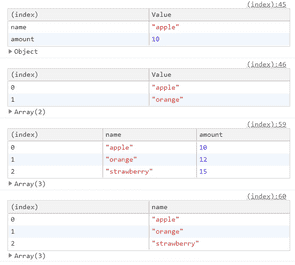 (index):45
(index) Value
name "apple"
amount 10
▶ Object
(index):46
(index) Value
0 "apple"
1 "orange"
▶ Array(2)
(index):59
(index) name amount
0 "apple" 10
1 "orange" 12
2 "strawberry" 15
▶ Array(3)
(index):60
(index) name
0 "apple"
1 "orange"
2 "strawberry"
▶ Array(3)